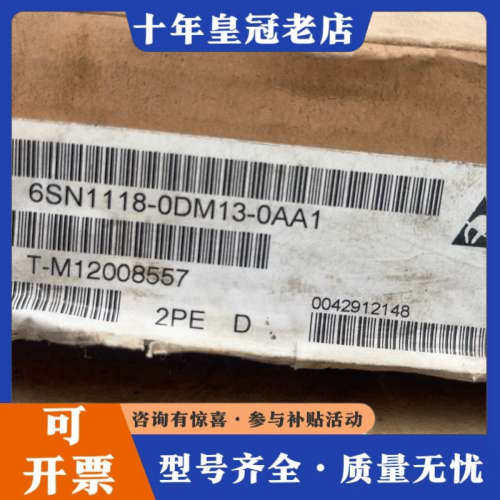 十年皇冠老店
6SN1118-0DM13-0AA1
T-M12008557
2PE D
0042912148
咨询有惊喜·参与补贴活动
可开票
型号齐全·质量无忧